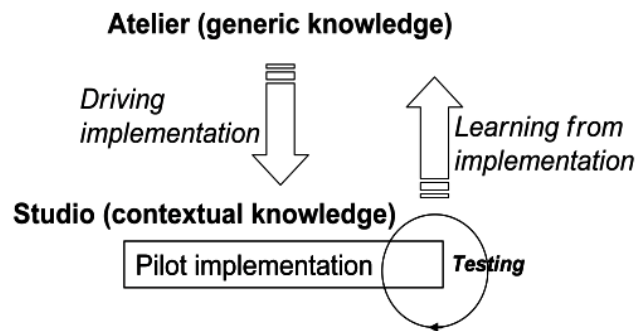 Atelier (generic knowledge)
Driving
implementation
Learning from
implementation
Studio (contextual knowledge)
Pilot implementation
Testing